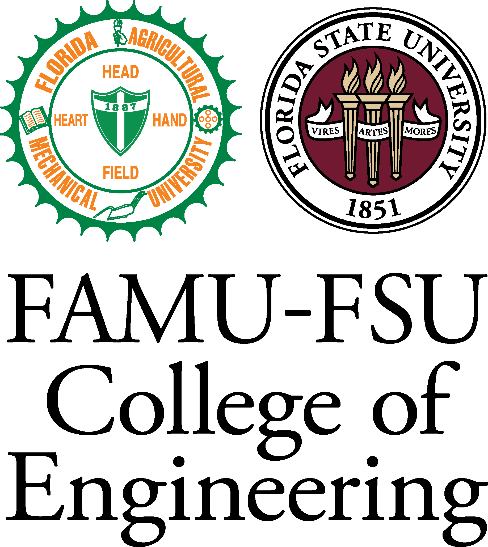 FLORIDA AGRICULTURAL
MECHANICAL UNIVERSITY
HEAD
1887
HEART HAND
FIELD
FLORIDA STATE UNIVERSITY
VIRES ARTES MORES
1851
FAMU-FSU
College of
Engineering